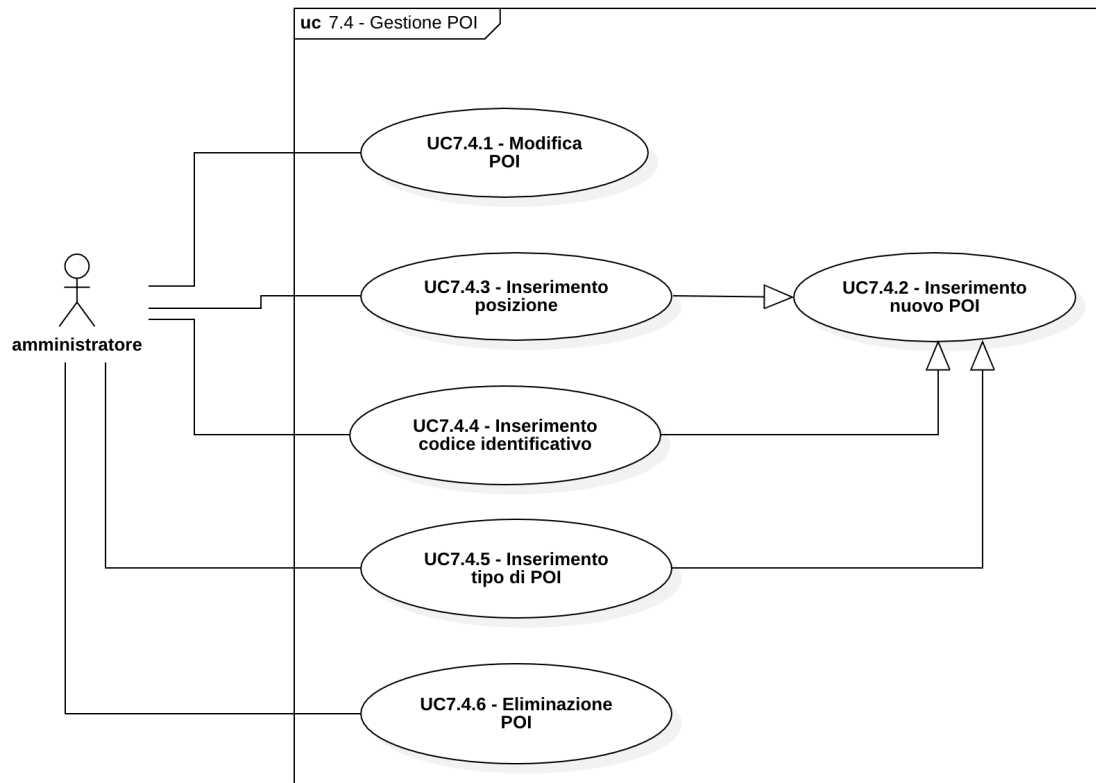 uc 7.4 - Gestione POI
UC7.4.1 - Modifica
POI
UC7.4.3 - Inserimento
posizione
UC7.4.2 - Inserimento
nuovo POI
amministratore
UC7.4.4 - Inserimento
codice identificativo
UC7.4.5 - Inserimento
tipo di POI
UC7.4.6 - Eliminazione
POI